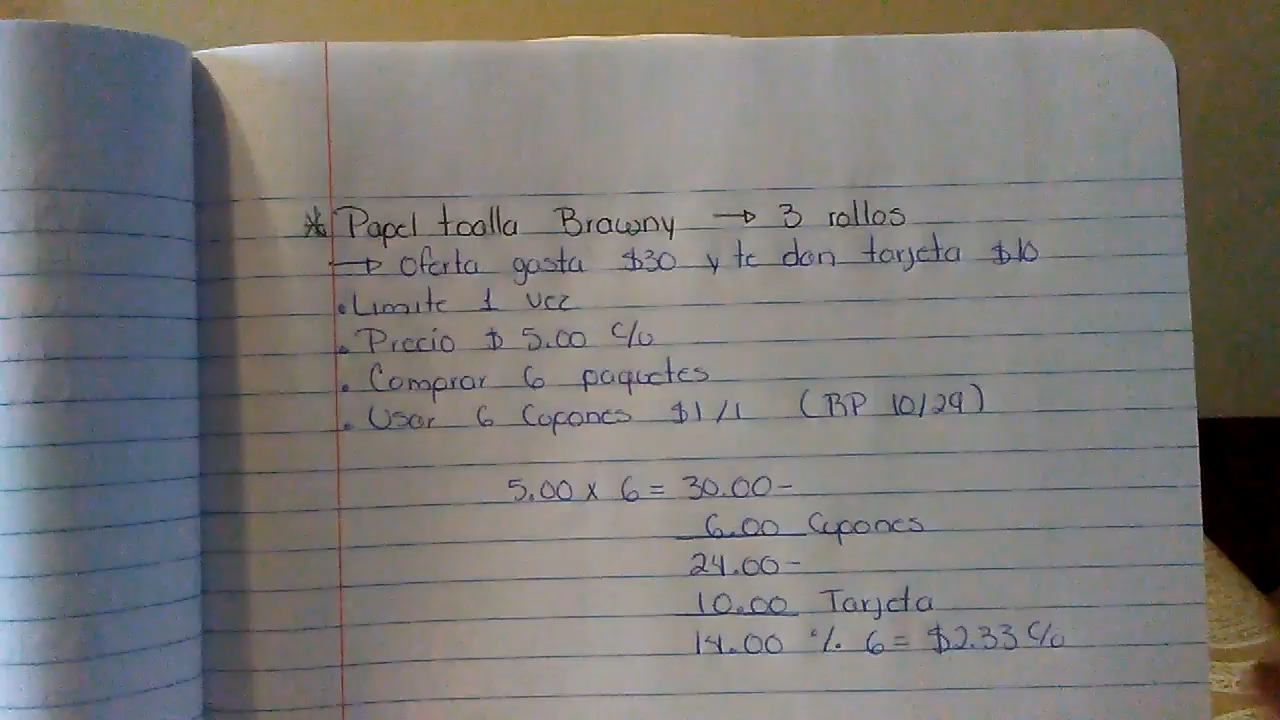 * Papel toalla Brawny → 3 rollos
→ oferta gasta $30 y te dan tarjeta $10
• Limite 1 vez
• Precio $ 5.00 c/u
• Comprar 6 paquetes
• Usar 6 Cupones $1/1 (BP 10/29)
5.00 x 6 = 30.00 -
6.00 Cupones
24.00 -
10.00 Tarjeta
14.00 % 6 = $2.33 c/u